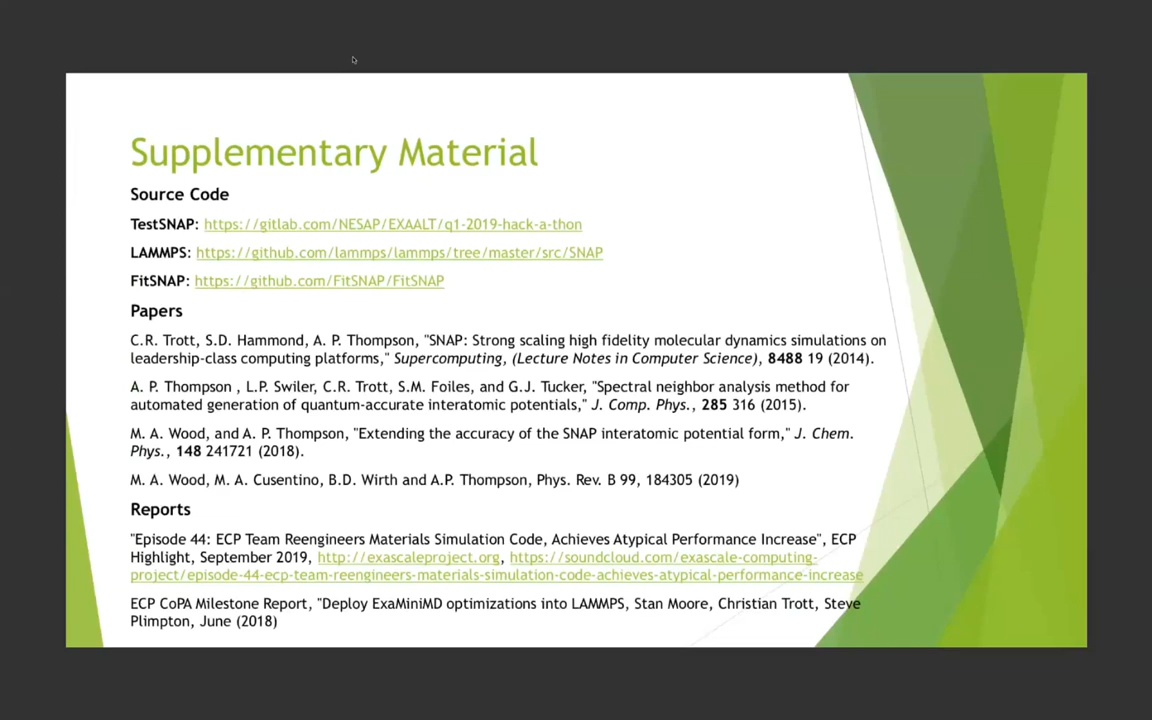 Supplementary Material
Source Code
TestSNAP: https://gitlab.com/NESAP/EXAALT/q1-2019-hack-a-thon
LAMMPS: https://github.com/lammps/lammps/tree/master/src/SNAP
FitSNAP: https://github.com/FitSNAP/FitSNAP
Papers
C.R. Trott, S.D. Hammond, A. P. Thompson, "SNAP: Strong scaling high fidelity molecular dynamics simulations on
leadership-class computing platforms," Supercomputing, (Lecture Notes in Computer Science), 8488 19 (2014).
A. P. Thompson , L.P. Swiler, C.R. Trott, S.M. Foiles, and G.J. Tucker, "Spectral neighbor analysis method for
automated generation of quantum-accurate interatomic potentials," J. Comp. Phys., 285 316 (2015).
M. A. Wood, and A. P. Thompson, "Extending the accuracy of the SNAP interatomic potential form," J. Chem.
Phys., 148 241721 (2018).
M. A. Wood, M. A. Cusentino, B.D. Wirth and A.P. Thompson, Phys. Rev. B 99, 184305 (2019)
Reports
"Episode 44: ECP Team Reengineers Materials Simulation Code, Achieves Atypical Performance Increase", ECP
Highlight, September 2019, http://exascaleproject.org, https://soundcloud.com/exascale-computing-
project/episode-44-ecp-team-reengineers-materials-simulation-code-achieves-atypical-performance-increase
ECP CoPA Milestone Report, "Deploy ExaMiniMD optimizations into LAMMPS, Stan Moore, Christian Trott, Steve
Plimpton, June (2018)